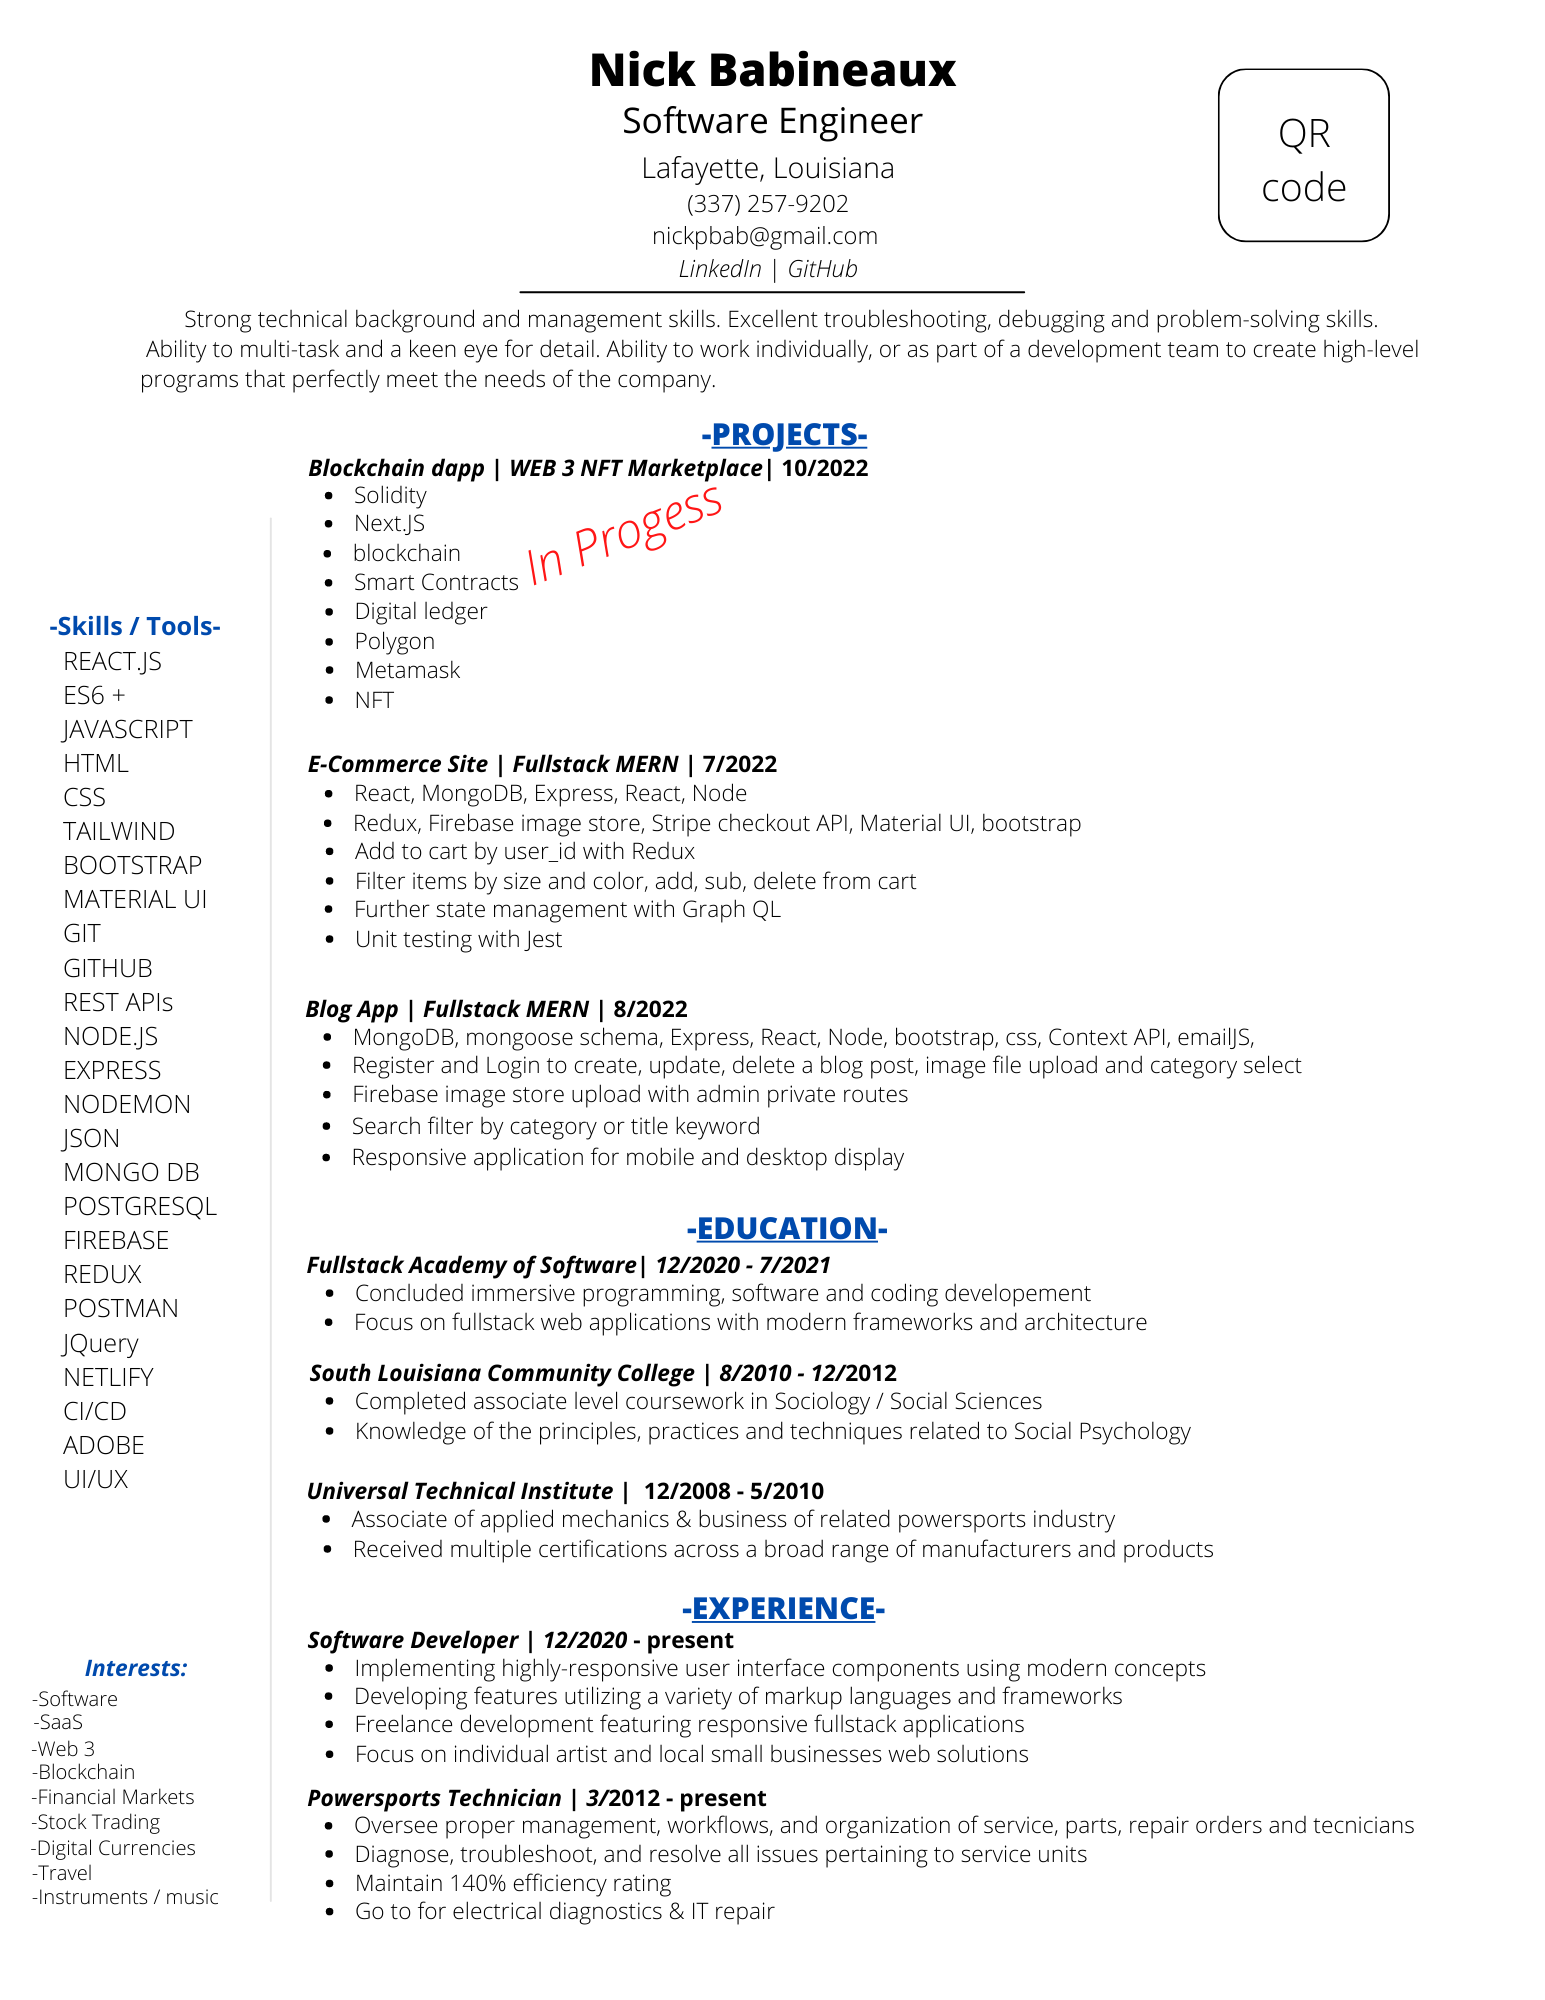 Nick Babineaux
Software Engineer
Lafayette, Louisiana
(337) 257-9202
nickpbab@gmail.com
LinkedIn | GitHub
QR
code
Strong technical background and management skills. Excellent troubleshooting, debugging and problem-solving skills.
Ability to multi-task and a keen eye for detail. Ability to work individually, or as part of a development team to create high-level
programs that perfectly meet the needs of the company.
-Skills / Tools-
REACT.JS
ES6 +
JAVASCRIPT
HTML
CSS
TAILWIND
BOOTSTRAP
MATERIAL UI
GIT
GITHUB
REST APIs
NODE.JS
EXPRESS
NODEMON
JSON
MONGO DB
POSTGRESQL
FIREBASE
REDUX
POSTMAN
JQuery
NETLIFY
CI/CD
ADOBE
UI/UX
Interests:
-Software
-SaaS
-Web 3
-Blockchain
-Financial Markets
-Stock Trading
-Digital Currencies
-Travel
-Instruments / music
-PROJECTS-
Blockchain dapp | WEB 3 NFT Marketplace| 10/2022
• Solidity
• Next.JS
• blockchain
• Smart Contracts
• Digital ledger
• Polygon
• Metamask
• NFT
In Progess
E-Commerce Site | Fullstack MERN | 7/2022
• React, MongoDB, Express, React, Node
• Redux, Firebase image store, Stripe checkout API, Material UI, bootstrap
• Add to cart by user_id with Redux
• Filter items by size and color, add, sub, delete from cart
• Further state management with Graph QL
• Unit testing with Jest
Blog App | Fullstack MERN | 8/2022
• MongoDB, mongoose schema, Express, React, Node, bootstrap, css, Context API, emailJS,
• Register and Login to create, update, delete a blog post, image file upload and category select
• Firebase image store upload with admin private routes
• Search filter by category or title keyword
• Responsive application for mobile and desktop display
-EDUCATION-
Fullstack Academy of Software| 12/2020 - 7/2021
• Concluded immersive programming, software and coding developement
• Focus on fullstack web applications with modern frameworks and architecture
South Louisiana Community College | 8/2010 - 12/2012
• Completed associate level coursework in Sociology / Social Sciences
• Knowledge of the principles, practices and techniques related to Social Psychology
Universal Technical Institute | 12/2008 - 5/2010
• Associate of applied mechanics & business of related powersports industry
• Received multiple certifications across a broad range of manufacturers and products
-EXPERIENCE-
Software Developer | 12/2020 - present
• Implementing highly-responsive user interface components using modern concepts
• Developing features utilizing a variety of markup languages and frameworks
• Freelance development featuring responsive fullstack applications
• Focus on individual artist and local small businesses web solutions
Powersports Technician | 3/2012 - present
• Oversee proper management, workflows, and organization of service, parts, repair orders and tecnicians
• Diagnose, troubleshoot, and resolve all issues pertaining to service units
• Maintain 140% efficiency rating
• Go to for electrical diagnostics & IT repair